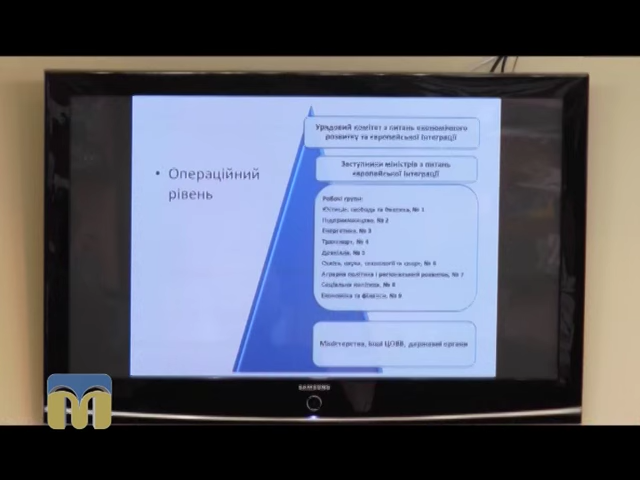 • Операційний
рівень
Урядовий комітет з питань економічного
розвитку та європейської інтеграції
Заступники міністрів з питань
європейської інтеграції
Робочі групи:
Юстиція, свобода та безпека, № 1
Підприємництво, № 2
Енергетика, № 3
Транспорт, № 4
Довкілля, № 5
Освіта, наука, технології та спорт, № 6
Аграрна політика і регіональний розвиток, № 7
Соціальна політика, № 8
Економіка та фінанси, № 9
Міністерства, інші ЦОВВ, державні органи
SAMSUNG
M